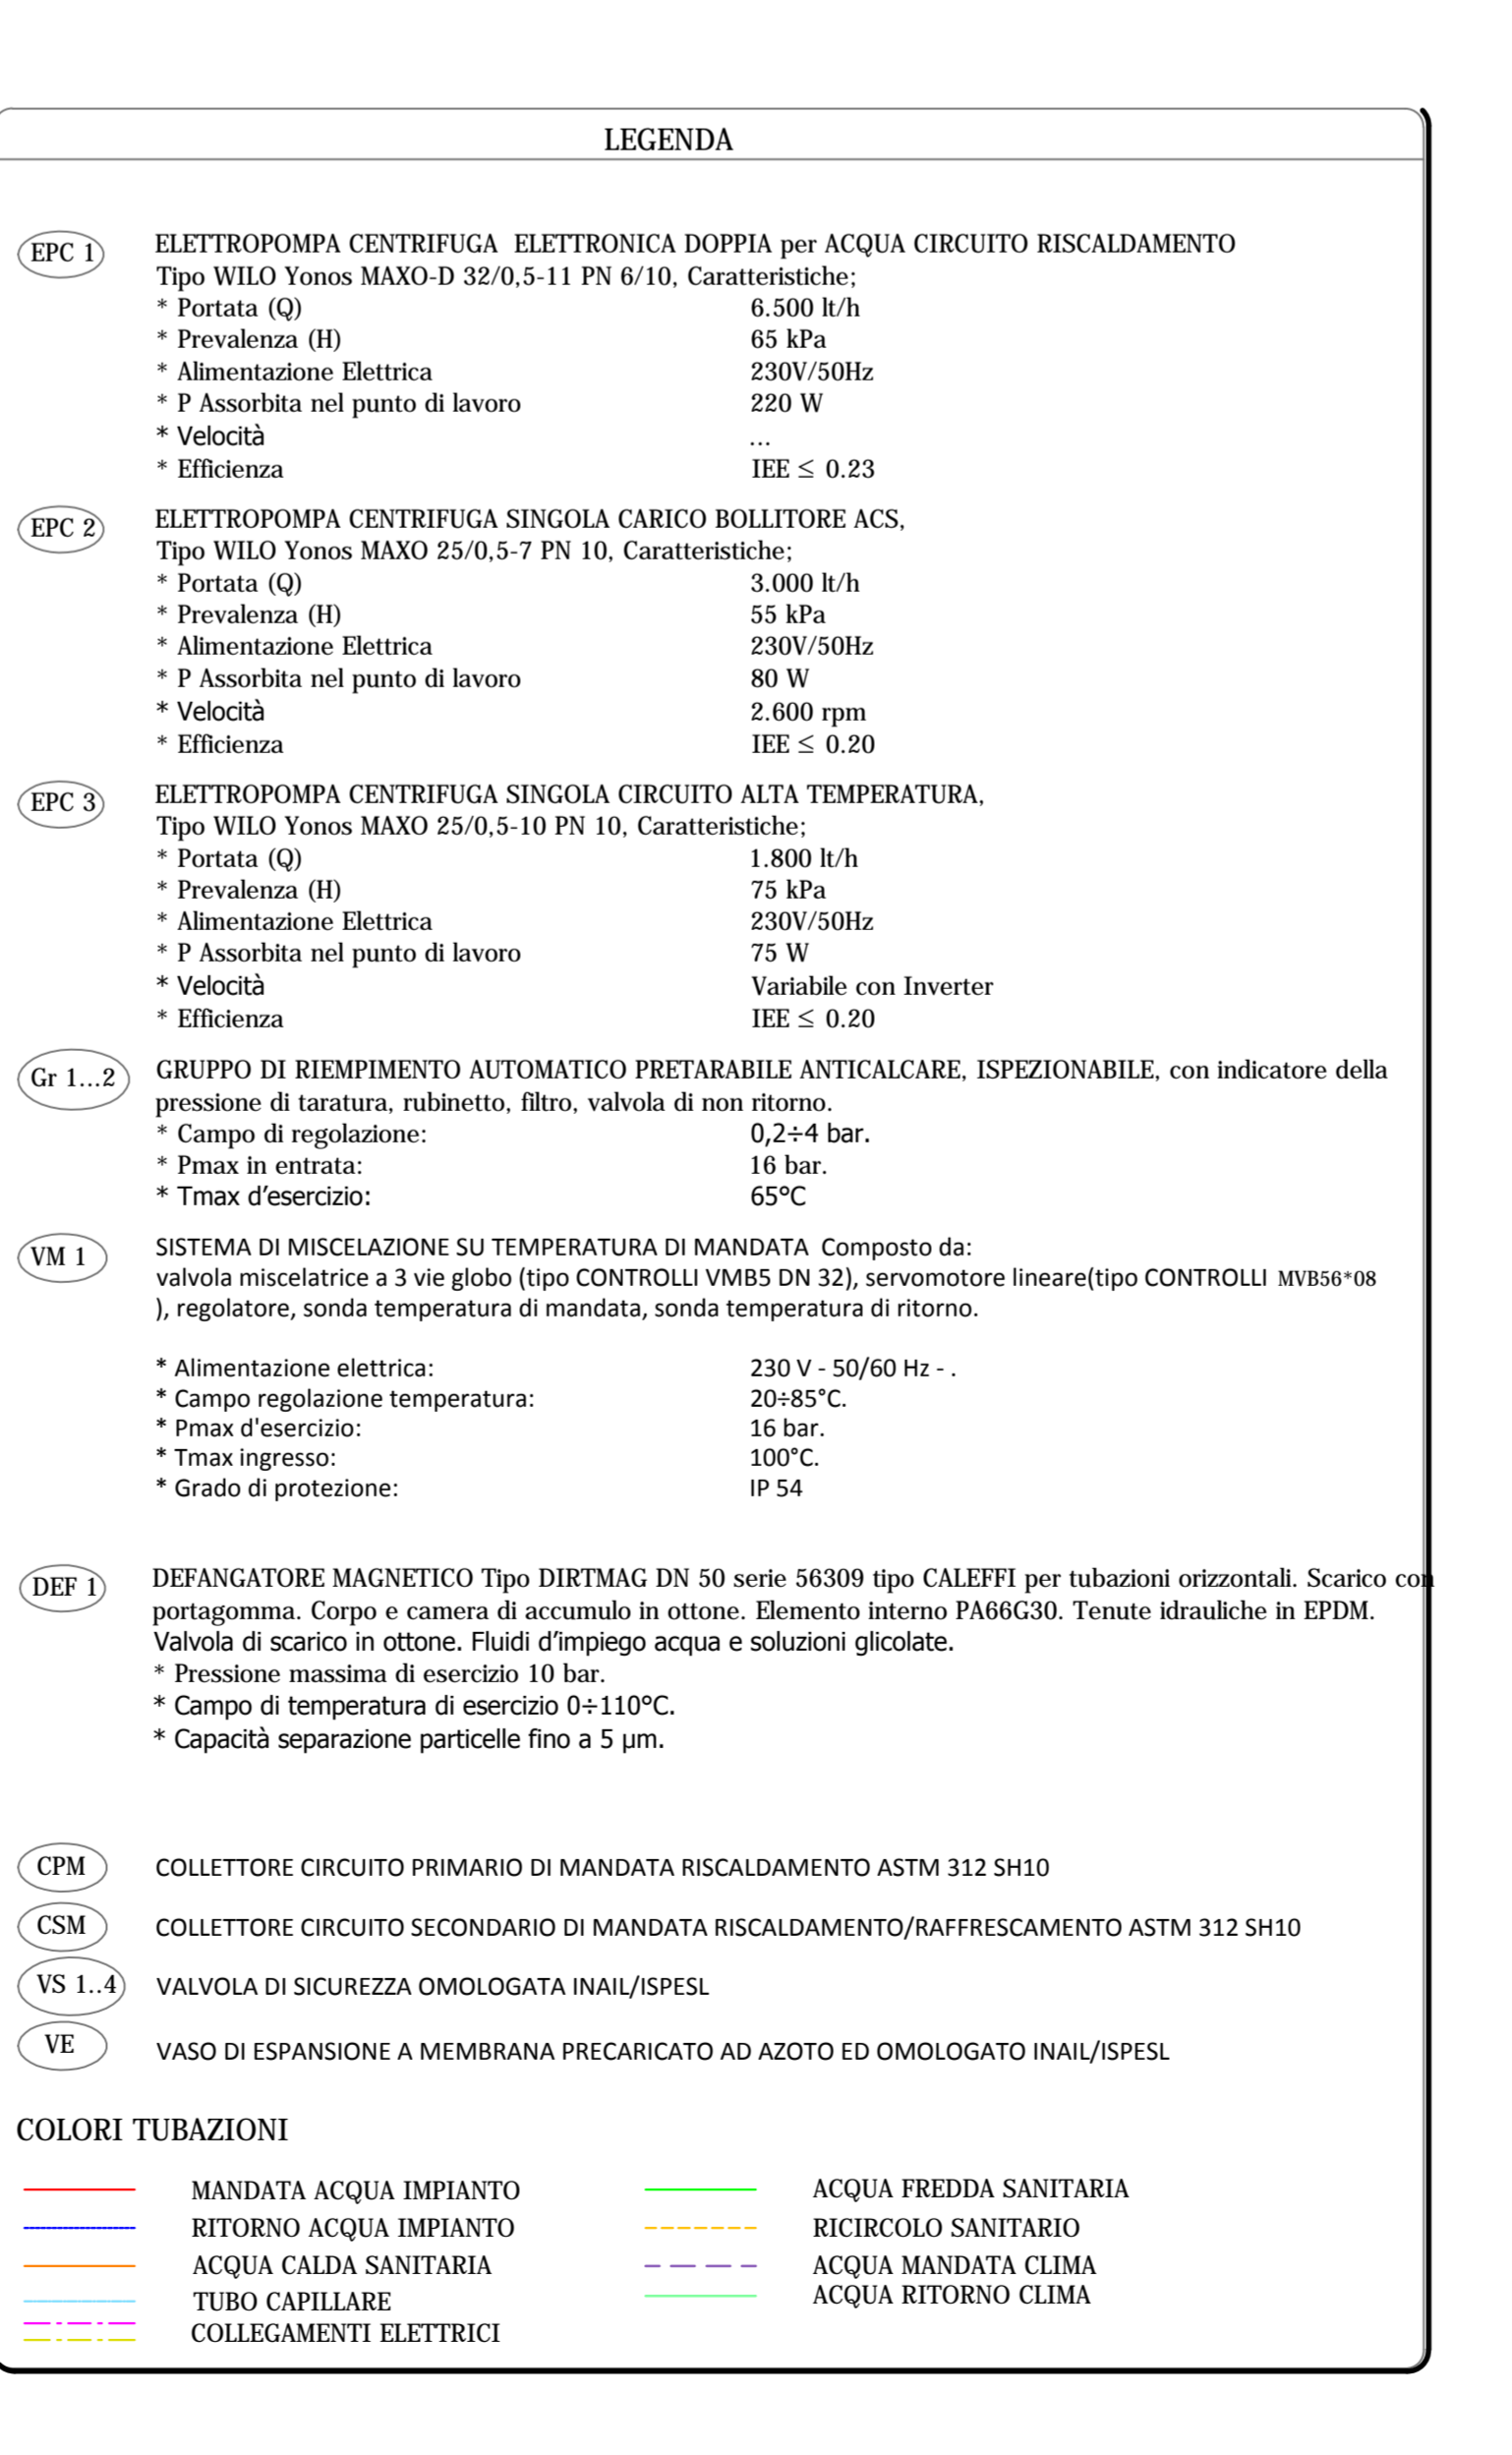 LEGENDA
EPC 1 ELETTROPOMPA CENTRIFUGA ELETTRONICA DOPPIA per ACQUA CIRCUITO RISCALDAMENTO
Tipo WILO Yonos MAXO-D 32/0,5-11 PN 6/10, Caratteristiche;
* Portata (Q) 6.500 lt/h
* Prevalenza (H) 65 kPa
* Alimentazione Elettrica 230V/50Hz
* P Assorbita nel punto di lavoro 220 W
* Velocità ...
* Efficienza IEE ≤ 0.23
EPC 2 ELETTROPOMPA CENTRIFUGA SINGOLA CARICO BOLLITORE ACS,
Tipo WILO Yonos MAXO 25/0,5-7 PN 10, Caratteristiche;
* Portata (Q) 3.000 lt/h
* Prevalenza (H) 55 kPa
* Alimentazione Elettrica 230V/50Hz
* P Assorbita nel punto di lavoro 80 W
* Velocità 2.600 rpm
* Efficienza IEE ≤ 0.20
EPC 3 ELETTROPOMPA CENTRIFUGA SINGOLA CIRCUITO ALTA TEMPERATURA,
Tipo WILO Yonos MAXO 25/0,5-10 PN 10, Caratteristiche;
* Portata (Q) 1.800 lt/h
* Prevalenza (H) 75 kPa
* Alimentazione Elettrica 230V/50Hz
* P Assorbita nel punto di lavoro 75 W
* Velocità Variabile con Inverter
* Efficienza IEE ≤ 0.20
Gr 1...2 GRUPPO DI RIEMPIMENTO AUTOMATICO PRETARABILE ANTICALCARE, ISPEZIONABILE, con indicatore della
pressione di taratura, rubinetto, filtro, valvola di non ritorno.
* Campo di regolazione: 0,2÷4 bar.
* Pmax in entrata: 16 bar.
* Tmax d’esercizio: 65°C
VM 1 SISTEMA DI MISCELAZIONE SU TEMPERATURA DI MANDATA Composto da:
valvola miscelatrice a 3 vie globo (tipo CONTROLLI VMB5 DN 32), servomotore lineare(tipo CONTROLLI MVB56*08
), regolatore, sonda temperatura di mandata, sonda temperatura di ritorno.
* Alimentazione elettrica: 230 V - 50/60 Hz - .
* Campo regolazione temperatura: 20÷85°C.
* Pmax d'esercizio: 16 bar.
* Tmax ingresso: 100°C.
* Grado di protezione: IP 54
DEF 1 DEFANGATORE MAGNETICO Tipo DIRTMAG DN 50 serie 56309 tipo CALEFFI per tubazioni orizzontali. Scarico con
portagomma. Corpo e camera di accumulo in ottone. Elemento interno PA66G30. Tenute idrauliche in EPDM.
Valvola di scarico in ottone. Fluidi d’impiego acqua e soluzioni glicolate.
* Pressione massima di esercizio 10 bar.
* Campo di temperatura di esercizio 0÷110°C.
* Capacità separazione particelle fino a 5 µm.
CPM COLLETTORE CIRCUITO PRIMARIO DI MANDATA RISCALDAMENTO ASTM 312 SH10
CSM COLLETTORE CIRCUITO SECONDARIO DI MANDATA RISCALDAMENTO/RAFFRESCAMENTO ASTM 312 SH10
VS 1..4 VALVOLA DI SICUREZZA OMOLOGATA INAIL/ISPESL
VE VASO DI ESPANSIONE A MEMBRANA PRECARICATO AD AZOTO ED OMOLOGATO INAIL/ISPESL
COLORI TUBAZIONI
MANDATA ACQUA IMPIANTO
RITORNO ACQUA IMPIANTO
ACQUA CALDA SANITARIA
TUBO CAPILLARE
COLLEGAMENTI ELETTRICI
ACQUA FREDDA SANITARIA
RICIRCOLO SANITARIO
ACQUA MANDATA CLIMA
ACQUA RITORNO CLIMA